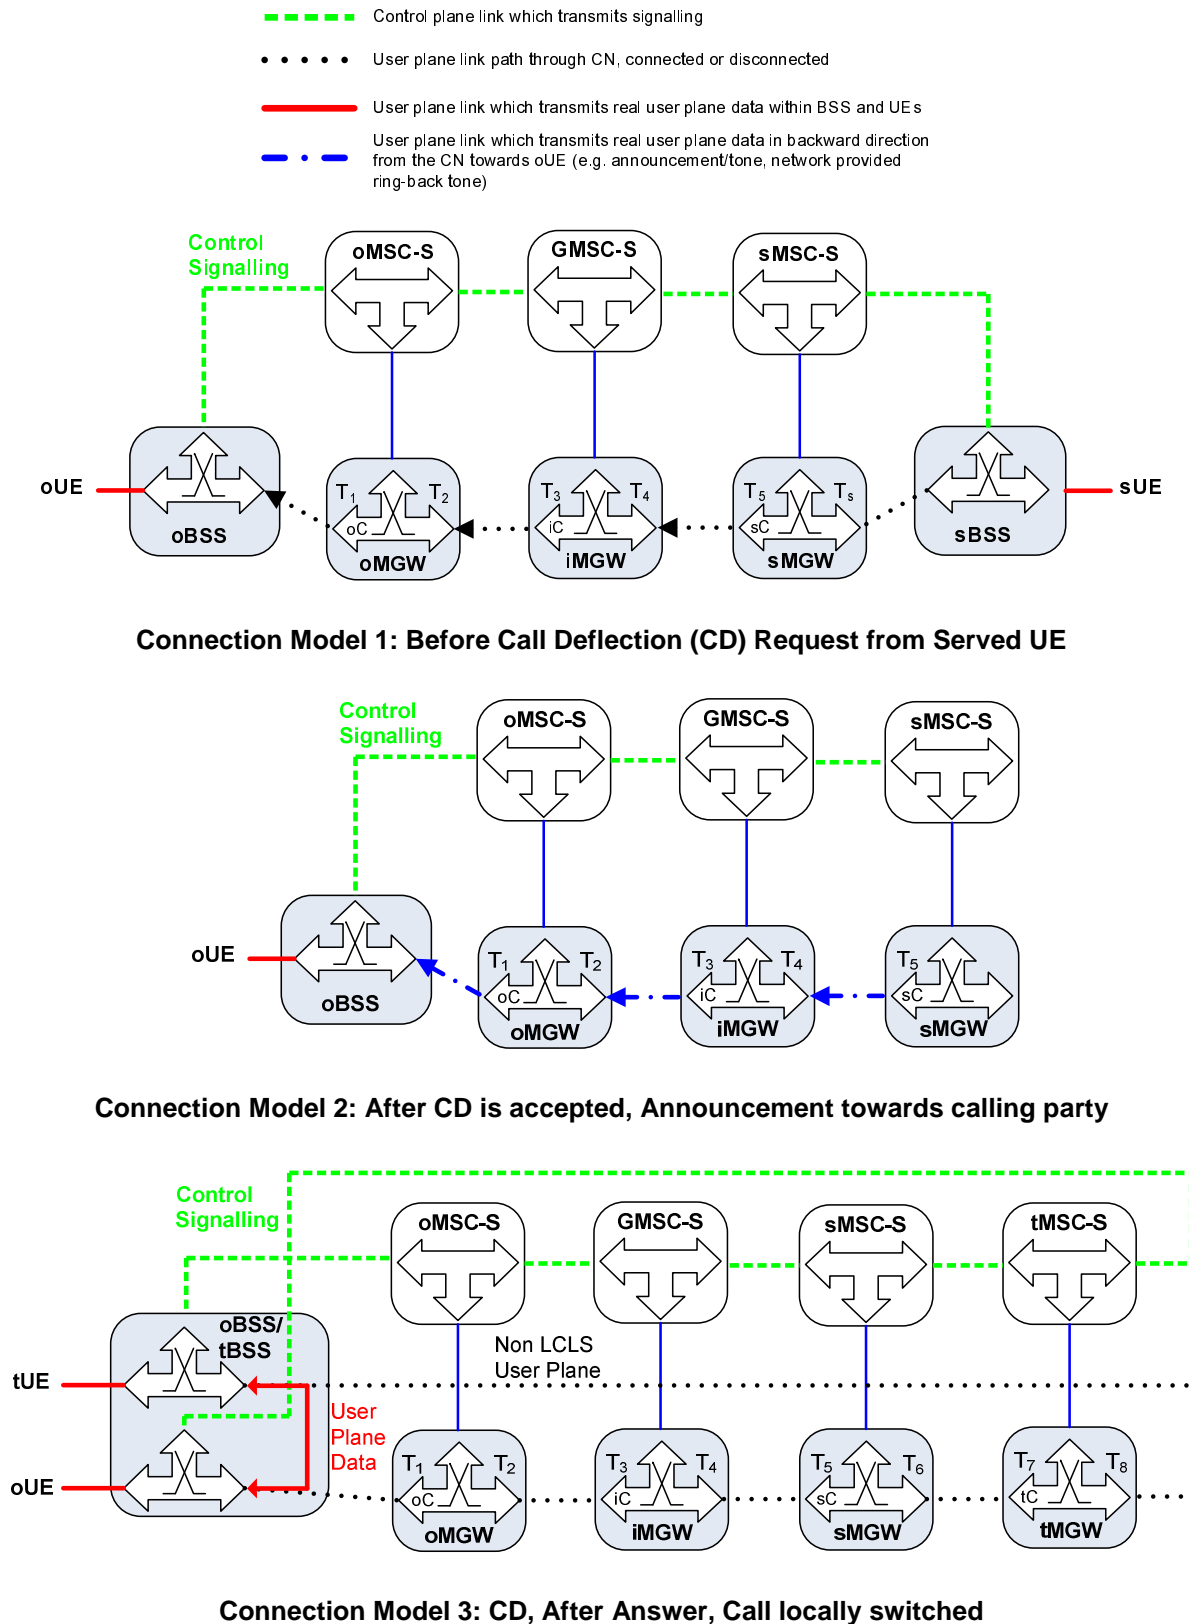 Control plane link which transmits signalling
User plane link path through CN, connected or disconnected
User plane link which transmits real user plane data within BSS and UEs
User plane link which transmits real user plane data in backward direction
from the CN towards oUE (e.g. announcement/tone, network provided
ring-back tone)
Control
Signalling
oMSC-S
GMSC-S
sMSC-S
oUE
oBSS
T1
T2
oC
oMGW
T3
T4
iC
iMGW
T5
Ts
sC
sMGW
sBSS
sUE
Connection Model 1: Before Call Deflection (CD) Request from Served UE
Control
Signalling
oMSC-S
GMSC-S
sMSC-S
oUE
oBSS
T1
T2
oC
oMGW
T3
T4
iC
iMGW
T5
sC
sMGW
Connection Model 2: After CD is accepted, Announcement towards calling party
Control
Signalling
oMSC-S
GMSC-S
sMSC-S
tMSC-S
oBSS/
tBSS
Non LCLS
User Plane
tUE
User
Plane
Data
oUE
T1
T2
oC
oMGW
T3
T4
iC
iMGW
T5
T6
sC
sMGW
T7
T8
tC
tMGW
Connection Model 3: CD, After Answer, Call locally switched